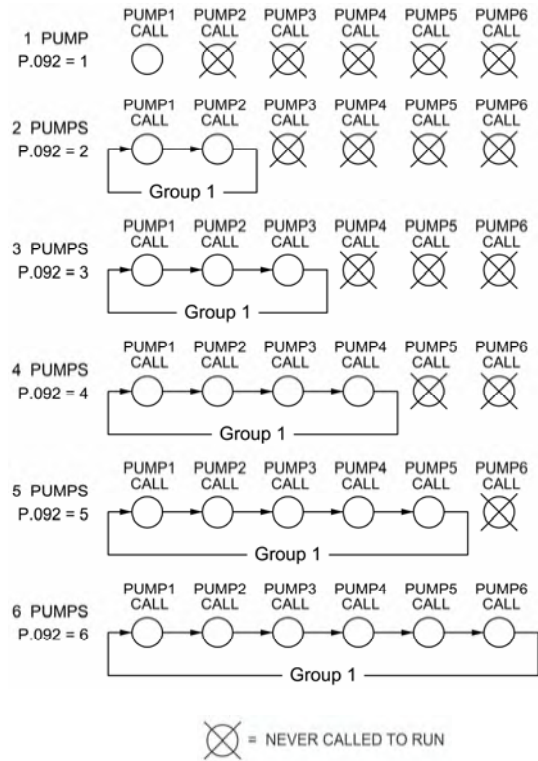 PUMP1 PUMP2 PUMP3 PUMP4 PUMP5 PUMP6
1 PUMP CALL CALL CALL CALL CALL CALL
P.092 = 1
PUMP1 PUMP2 PUMP3 PUMP4 PUMP5 PUMP6
2 PUMPS CALL CALL CALL CALL CALL CALL
P.092 = 2
Group 1
PUMP1 PUMP2 PUMP3 PUMP4 PUMP5 PUMP6
3 PUMPS CALL CALL CALL CALL CALL CALL
P.092 = 3
Group 1
PUMP1 PUMP2 PUMP3 PUMP4 PUMP5 PUMP6
4 PUMPS CALL CALL CALL CALL CALL CALL
P.092 = 4
Group 1
PUMP1 PUMP2 PUMP3 PUMP4 PUMP5 PUMP6
5 PUMPS CALL CALL CALL CALL CALL CALL
P.092 = 5
Group 1
PUMP1 PUMP2 PUMP3 PUMP4 PUMP5 PUMP6
6 PUMPS CALL CALL CALL CALL CALL CALL
P.092 = 6
Group 1
= NEVER CALLED TO RUN